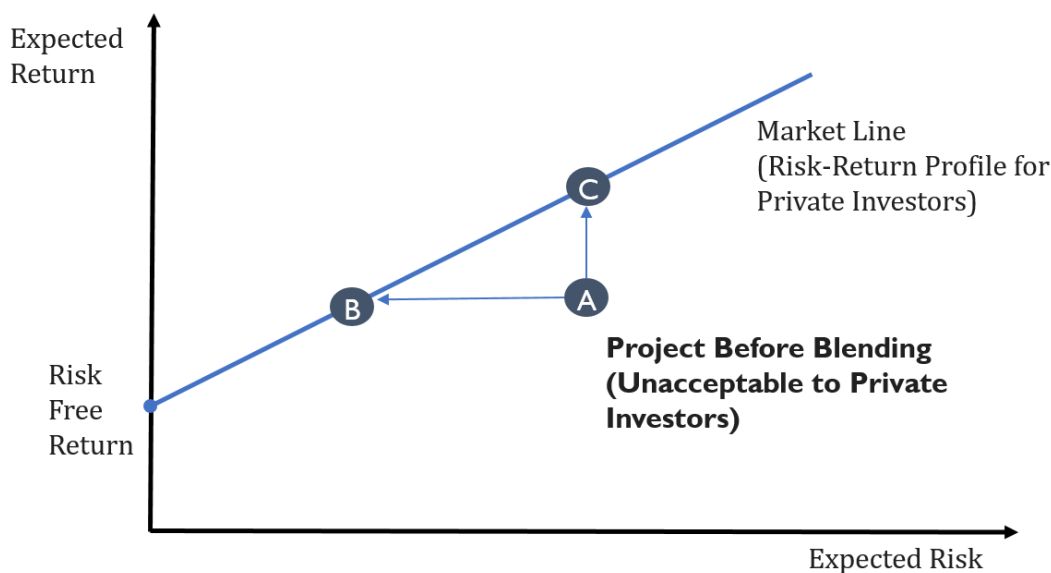 Expected
Return
Market Line
(Risk-Return Profile for
Private Investors)
C
B
A
Project Before Blending
(Unacceptable to Private
Investors)
Risk
Free
Return
Expected Risk